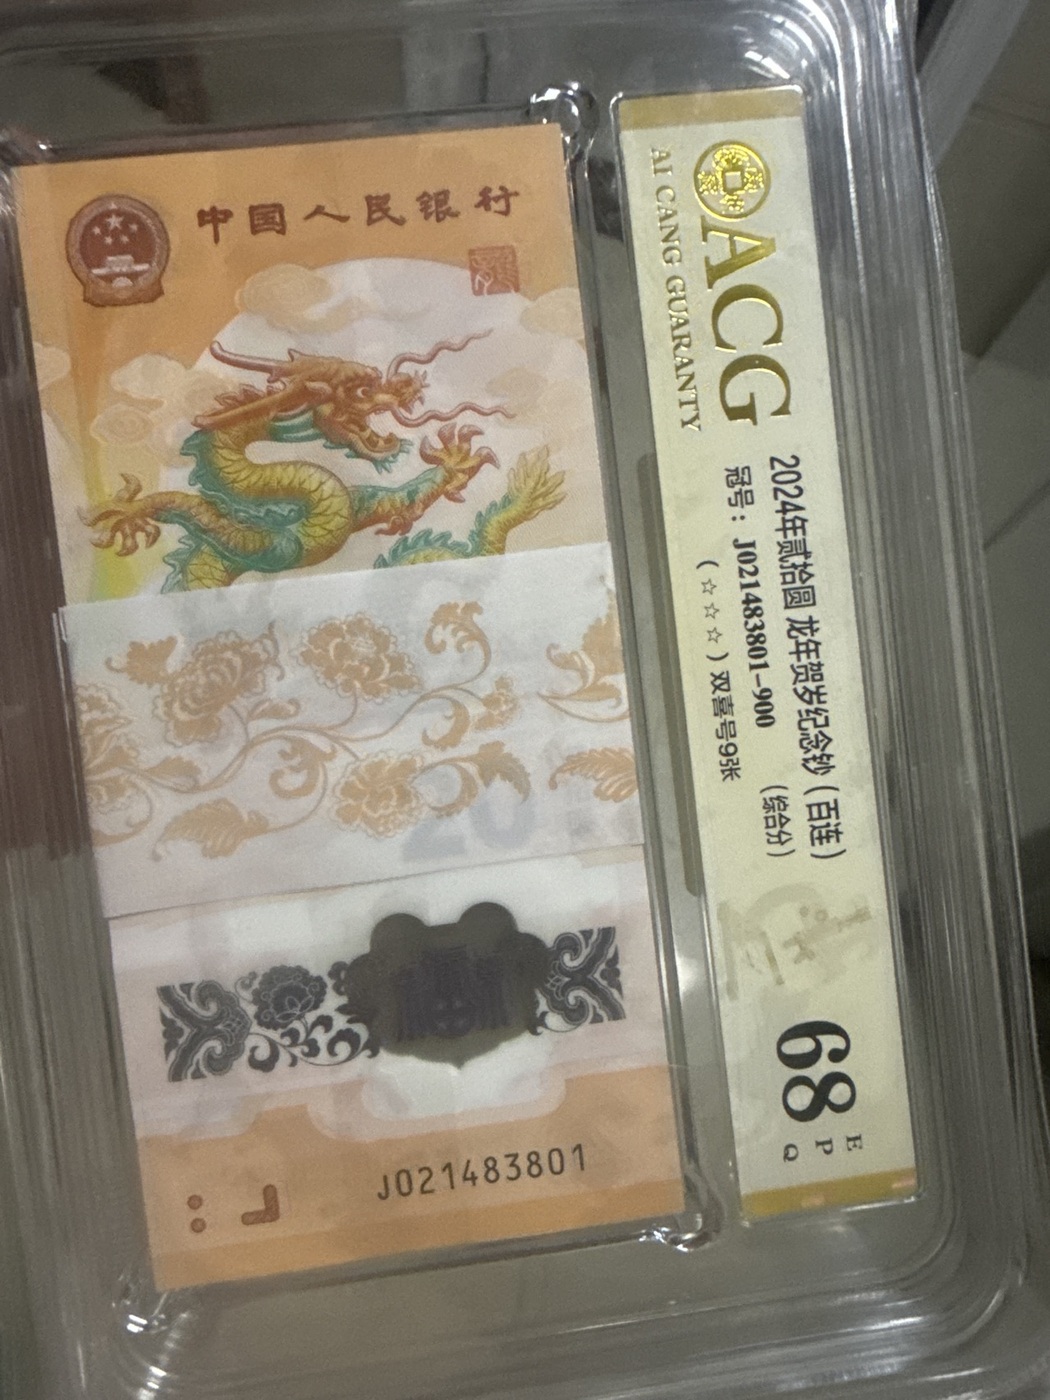 中国人民银行
J021483801
ACG
AI CANG GUARANTY
2024年贰拾圆 龙年贺岁纪念钞（百连）
冠号：J021483801-900 （综合分）
（☆☆☆）双喜号9张
68
E
P
Q